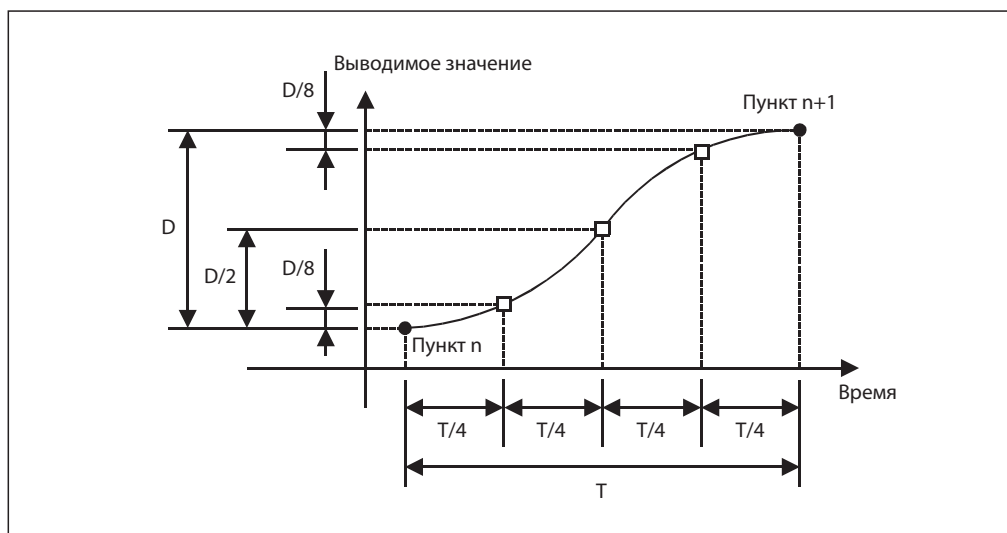 Выводимое значение
D/8
Пункт n+1
D
D/2
D/8
Пункт n
Время
T/4
T/4
T/4
T/4
T